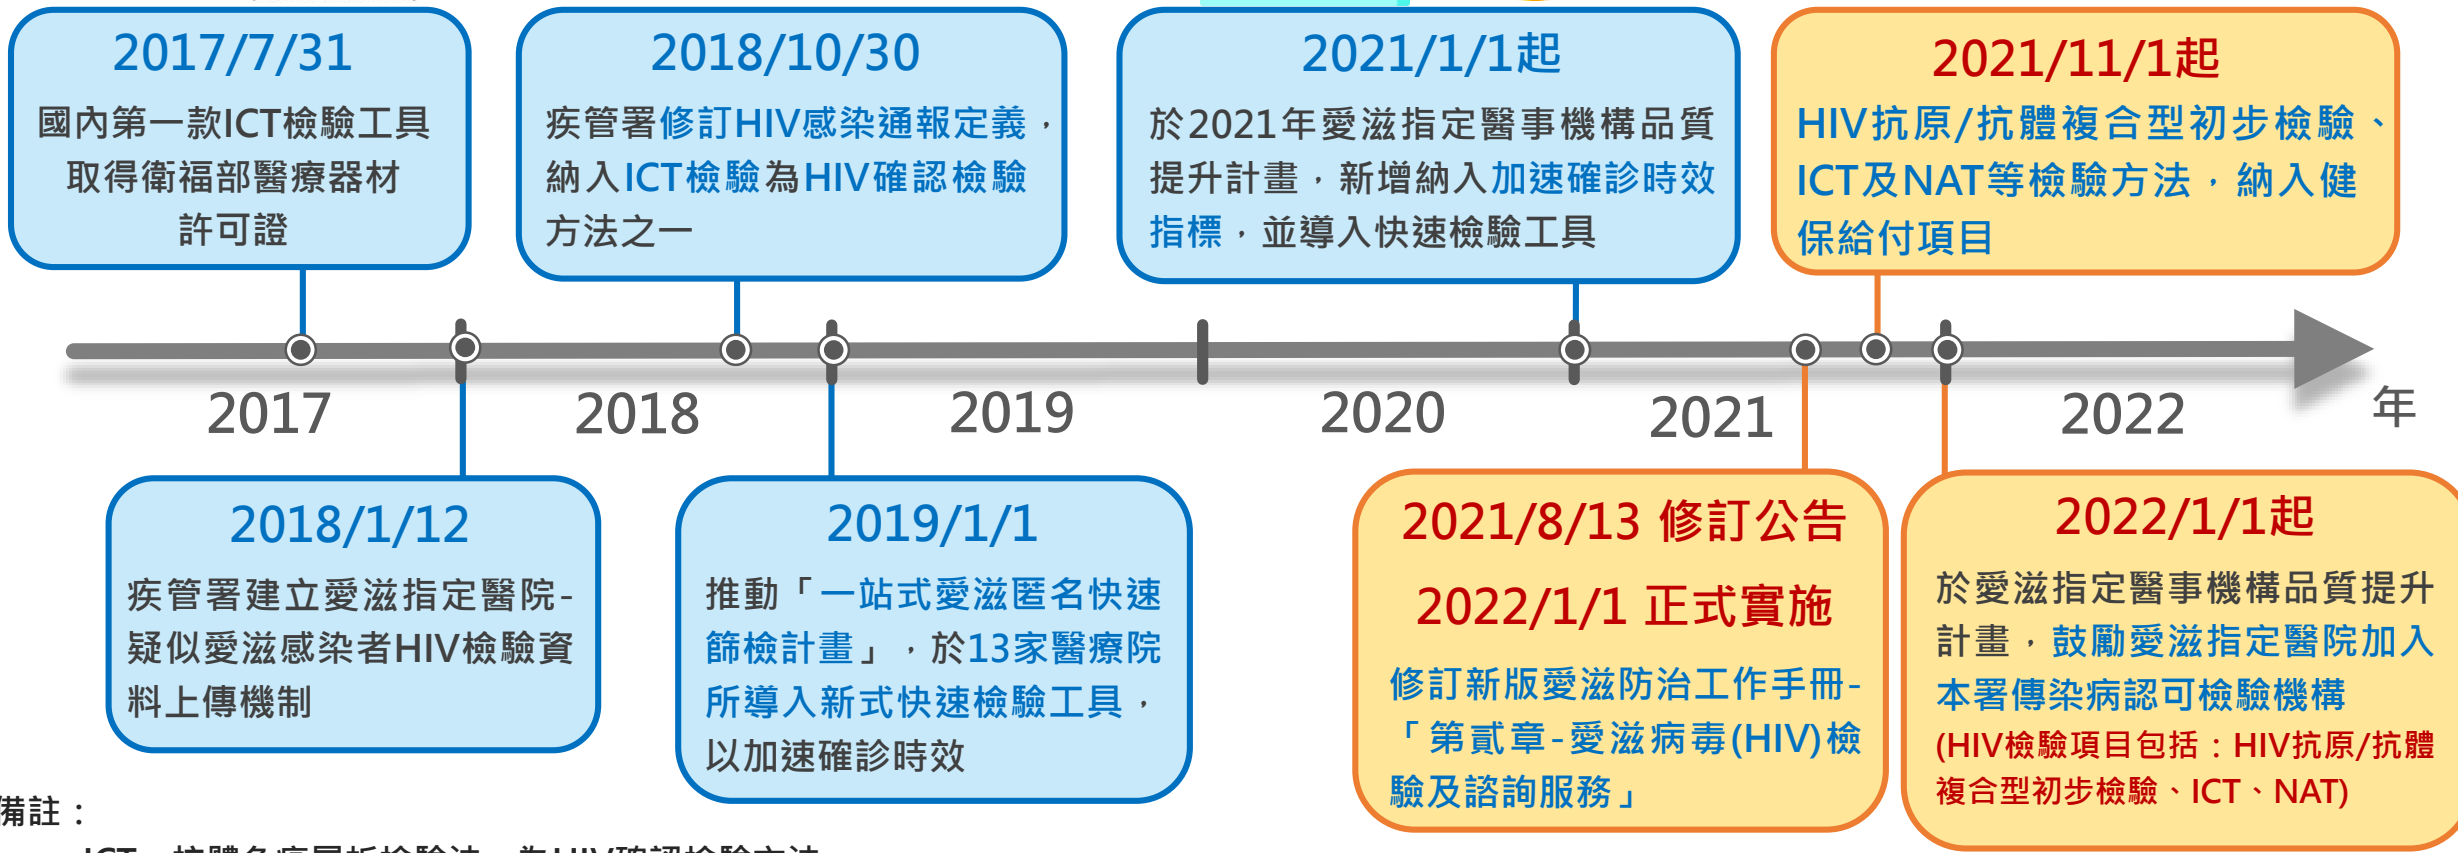 2017/7/31
國內第一款ICT檢驗工具
取得衛福部醫療器材
許可證
2018/10/30
疾管署修訂HIV感染通報定義，
納入ICT檢驗為HIV確認檢驗
方法之一
2021/1/1起
於2021年愛滋指定醫事機構品質
提升計畫，新增納入加速確診時效
指標，並導入快速檢驗工具
2021/11/1起
HIV抗原/抗體複合型初步檢驗、
ICT及NAT等檢驗方法，納入健
保給付項目
2017
2018
2019
2020
2021
2022
年
2018/1/12
疾管署建立愛滋指定醫院-
疑似愛滋感染者HIV檢驗資
料上傳機制
2019/1/1
推動「一站式愛滋匿名快速
篩檢計畫」，於13家醫療院
所導入新式快速檢驗工具，
以加速確診時效
2021/8/13 修訂公告
2022/1/1 正式實施
修訂新版愛滋防治工作手冊-
「第貳章-愛滋病毒(HIV)檢
驗及諮詢服務」
2022/1/1起
於愛滋指定醫事機構品質提升
計畫，鼓勵愛滋指定醫院加入
本署傳染病認可檢驗機構
(HIV檢驗項目包括：HIV抗原/抗體
複合型初步檢驗、ICT、NAT)
備註：